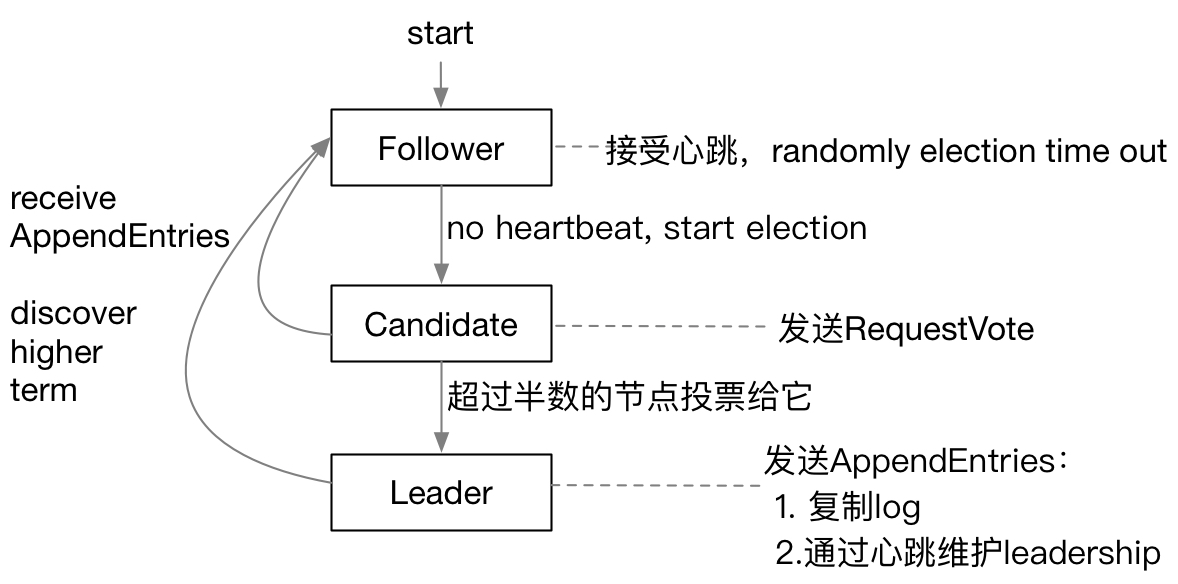 start
Follower
接受心跳，randomly election time out
receive
AppendEntries
no heartbeat, start election
discover
higher
term
Candidate
发送RequestVote
超过半数的节点投票给它
Leader
发送AppendEntries：
1. 复制log
2.通过心跳维护leadership